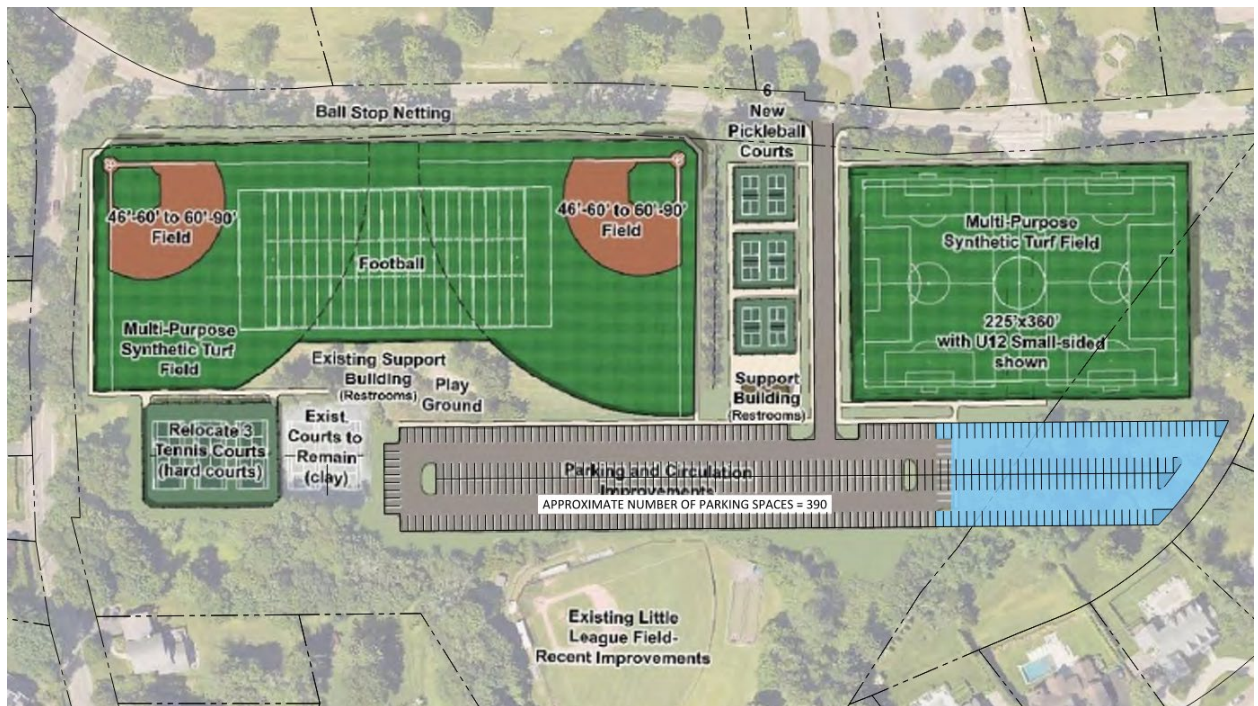 Ball Stop Netting
6
New
Pickleball
Courts
46'-60' to 60'-90'
Field
46'-60' to 60'-90'
Field
Football
Multi-Purpose
Synthetic Turf Field
225'x360'
with U12 Small-sided
shown
Multi-Purpose
Synthetic Turf
Field
Existing Support
Building
(Restrooms)
Play
Ground
Support
Building
(Restrooms)
Relocate 3
Tennis Courts
(hard courts)
Exist.
Courts to
Remain
(clay)
Parking and Circulation
Improvements
APPROXIMATE NUMBER OF PARKING SPACES = 390
Existing Little
League Field-
Recent Improvements